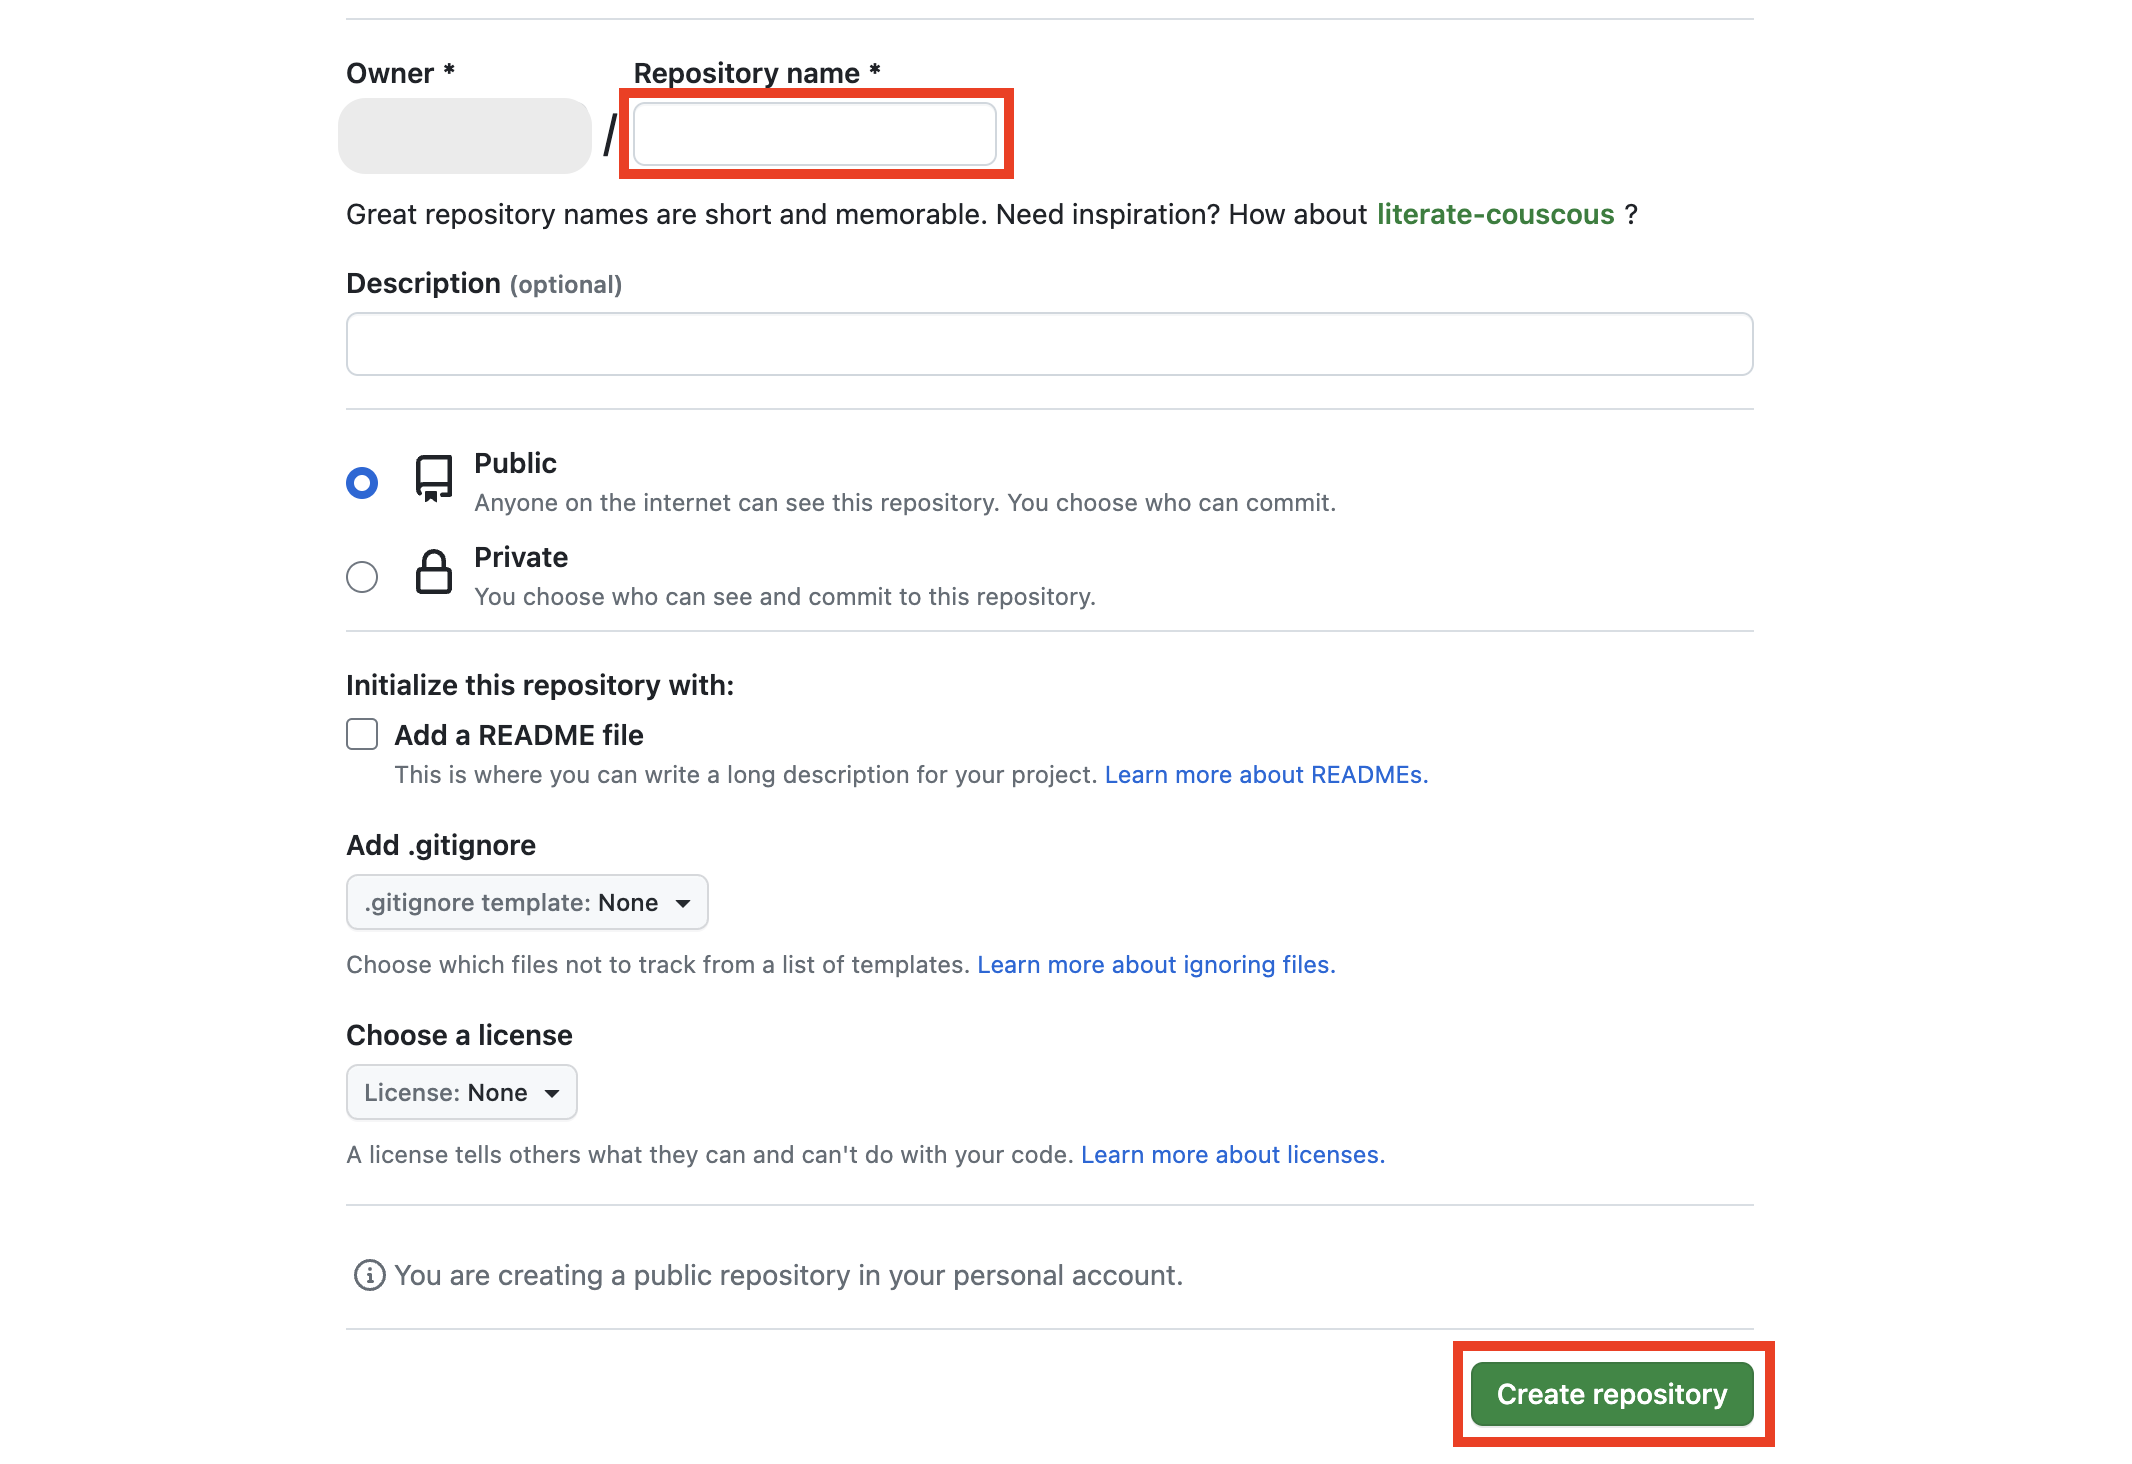 Owner *
Repository name *
/
Great repository names are short and memorable. Need inspiration? How about literate-couscous ?
Description (optional)
Public
Anyone on the internet can see this repository. You choose who can commit.
Private
You choose who can see and commit to this repository.
Initialize this repository with:
Add a README file
This is where you can write a long description for your project. Learn more about READMEs.
Add .gitignore
.gitignore template: None
Choose which files not to track from a list of templates. Learn more about ignoring files.
Choose a license
License: None
A license tells others what they can and can't do with your code. Learn more about licenses.
You are creating a public repository in your personal account.
Create repository